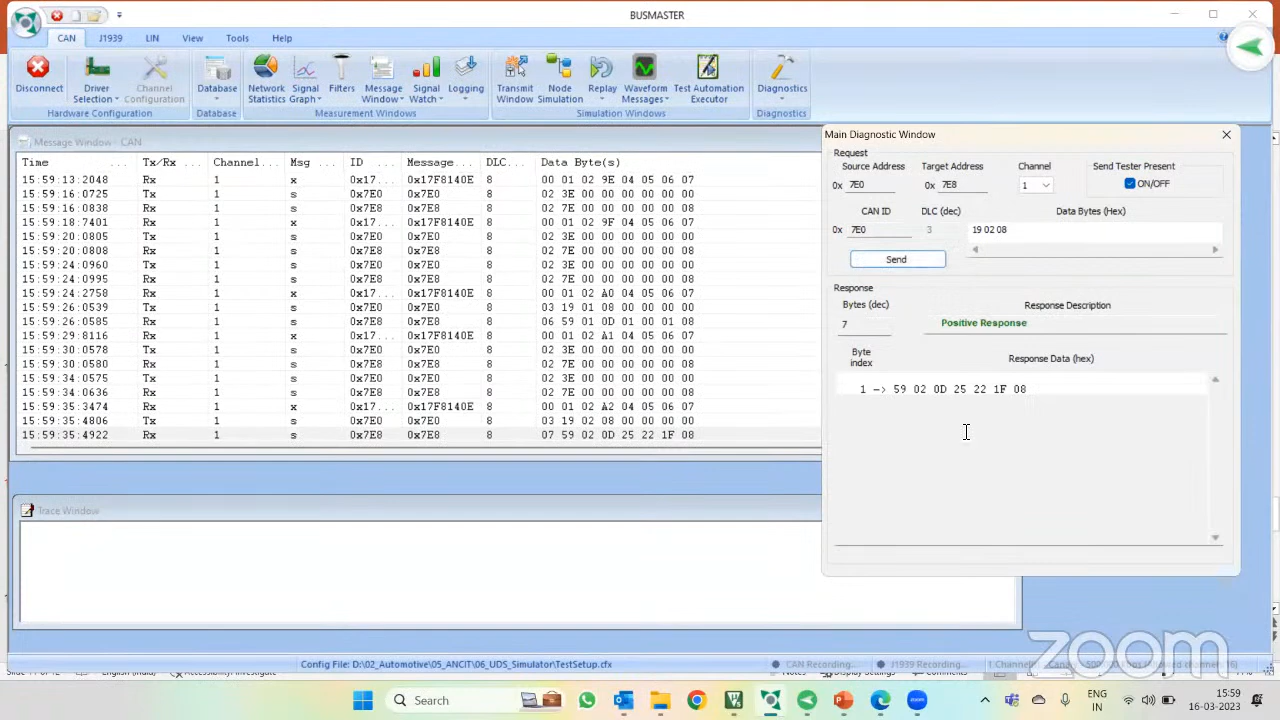 BUSMASTER
CAN J1939 LIN View Tools Help
Disconnect Driver Selection Channel Configuration Database Network Statistics Signal Graph Filters Message Window Signal Watch Logging Transmit Window Node Simulation Replay Waveform Messages Test Automation Executor Diagnostics
Hardware Configuration Database Measurement Windows Simulation Windows Diagnostics
Message Window - CAN
Time ... Tx/Rx ... Channel... Msg ... ID ... Message... DLC... Data Byte(s)
15:59:13:2048 Rx 1 x 0x17... 0x17F8140E 8 00 01 02 9E 04 05 06 07
15:59:16:0725 Tx 1 s 0x7E0 0x7E0 8 02 3E 00 00 00 00 00 00
15:59:16:0838 Rx 1 s 0x7E8 0x7E8 8 02 7E 00 00 00 00 00 08
15:59:18:7401 Rx 1 x 0x17... 0x17F8140E 8 00 01 02 9F 04 05 06 07
15:59:20:0805 Tx 1 s 0x7E0 0x7E0 8 02 3E 00 00 00 00 00 00
15:59:20:0808 Rx 1 s 0x7E8 0x7E8 8 02 7E 00 00 00 00 00 08
15:59:24:0960 Tx 1 s 0x7E0 0x7E0 8 02 3E 00 00 00 00 00 00
15:59:24:0995 Rx 1 s 0x7E8 0x7E8 8 02 7E 00 00 00 00 00 08
15:59:24:2758 Rx 1 x 0x17... 0x17F8140E 8 00 01 02 A0 04 05 06 07
15:59:26:0539 Tx 1 s 0x7E0 0x7E0 8 03 19 01 08 00 00 00 00
15:59:26:0585 Rx 1 s 0x7E8 0x7E8 8 06 59 01 0D 01 00 01 08
15:59:29:8116 Rx 1 x 0x17... 0x17F8140E 8 00 01 02 A1 04 05 06 07
15:59:30:0578 Tx 1 s 0x7E0 0x7E0 8 02 3E 00 00 00 00 00 00
15:59:30:0580 Rx 1 s 0x7E8 0x7E8 8 02 7E 00 00 00 00 00 08
15:59:34:0575 Tx 1 s 0x7E0 0x7E0 8 02 3E 00 00 00 00 00 00
15:59:34:0636 Rx 1 s 0x7E8 0x7E8 8 02 7E 00 00 00 00 00 08
15:59:35:3474 Rx 1 x 0x17... 0x17F8140E 8 00 01 02 A2 04 05 06 07
15:59:35:4806 Tx 1 s 0x7E0 0x7E0 8 03 19 02 08 00 00 00 00
15:59:35:4922 Rx 1 s 0x7E8 0x7E8 8 07 59 02 0D 25 22 1F 08
Trace Window
Main Diagnostic Window
Request
Source Address Target Address Channel Send Tester Present
0x 7E0 0x 7E8 1 ON/OFF
CAN ID DLC (dec) Data Bytes (Hex)
0x 7E0 3 19 02 08
Send
Response
Bytes (dec) Response Description
7 Positive Response
Byte index Response Data (hex)
1 -> 59 02 0D 25 22 1F 08
zoom
Config File: D:\02_Automotive\05_ANCIT\06_UDS_Simulator\TestSetup.cfx CAN Recording... J1939 Recording...
Search
zoom
ENG
IN
15:59
16-03-2023